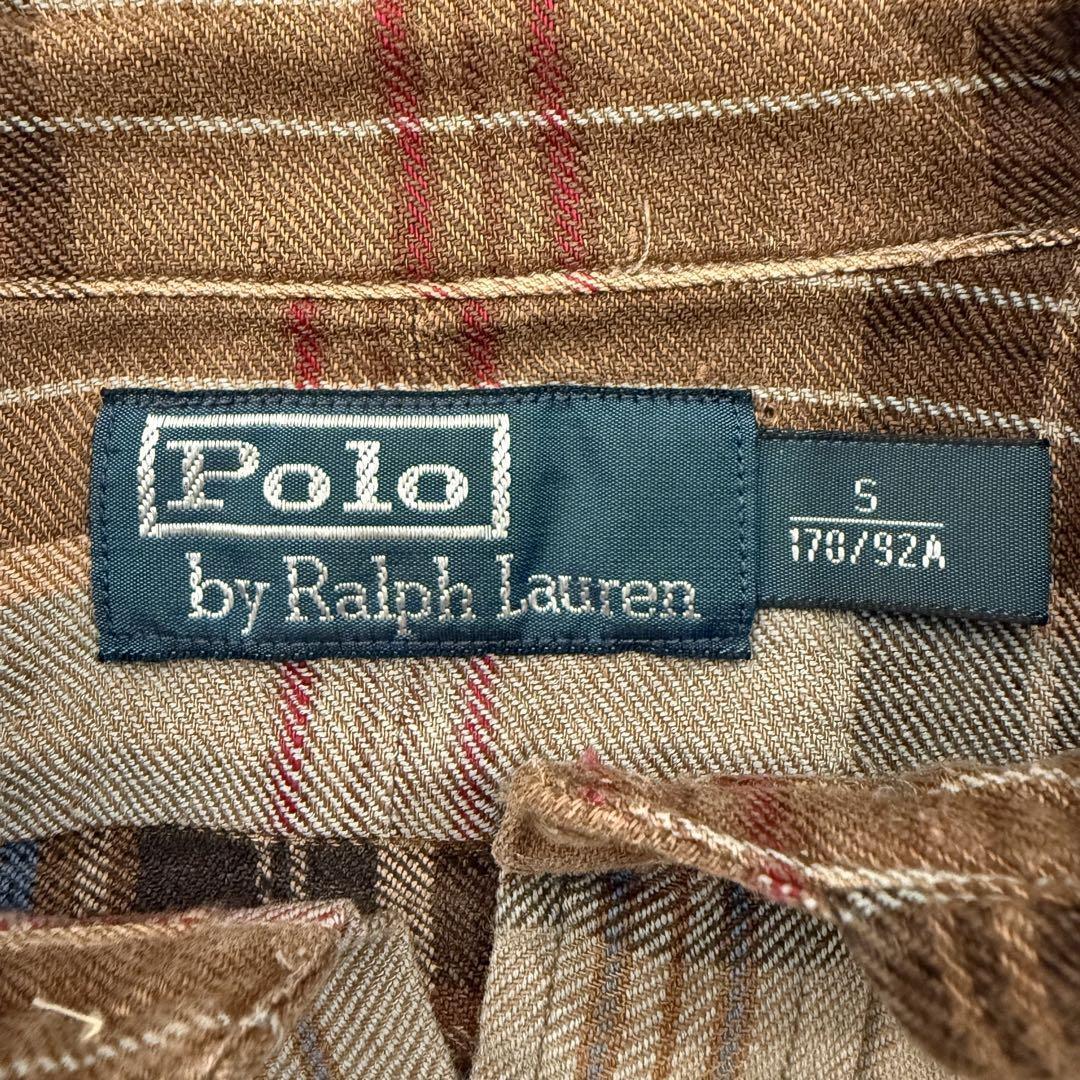 Polo
by Ralph Lauren
S
170/92A